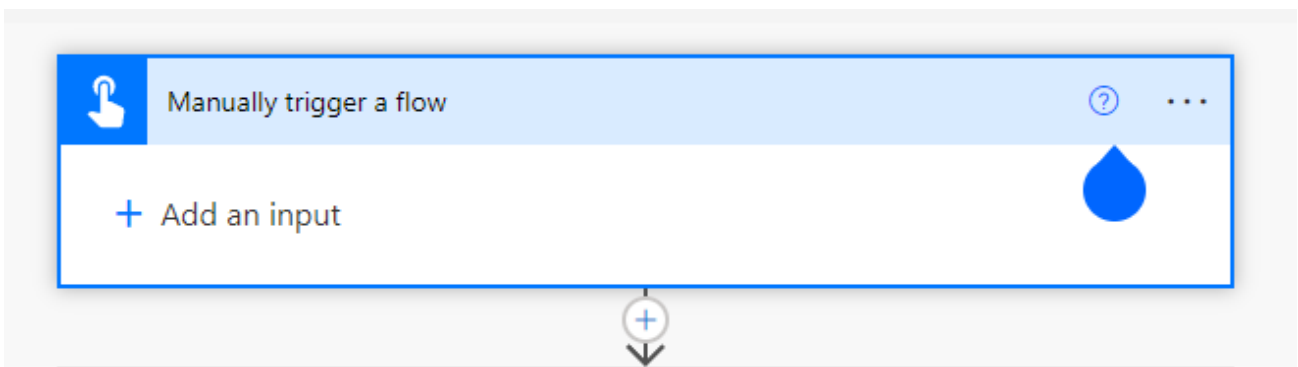 Manually trigger a flow
?
...
+ Add an input
+